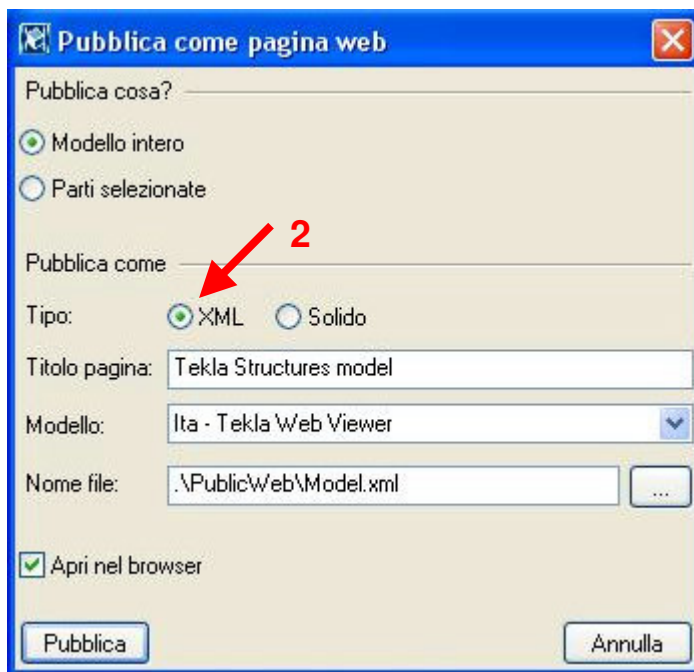 Pubblica come pagina web
Pubblica cosa?
Modello intero
Parti selezionate
2
Pubblica come
Tipo: XML Solido
Titolo pagina: Tekla Structures model
Modello: Ita - Tekla Web Viewer
Nome file: .\PublicWeb\Model.xml ...
Apri nel browser
Pubblica Annulla